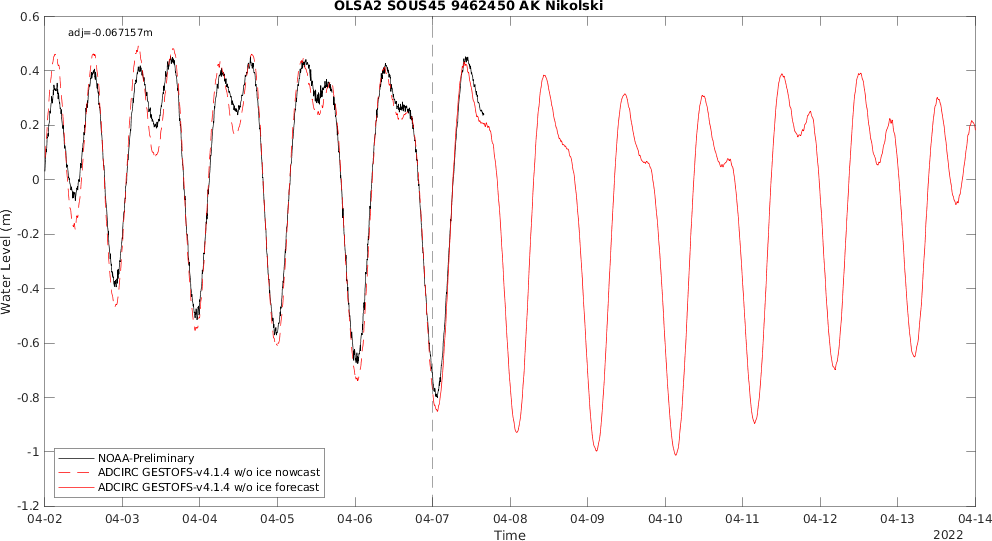 OLSA2 SOUS45 9462450 AK Nikolski
adj=-0.067157m
0.6
0.4
0.2
0
-0.2
-0.4
-0.6
-0.8
-1
-1.2
Water Level (m)
NOAA-Preliminary
ADCIRC GESTOFS-v4.1.4 w/o ice nowcast
ADCIRC GESTOFS-v4.1.4 w/o ice forecast
04-02 04-03 04-04 04-05 04-06 04-07 04-08 04-09 04-10 04-11 04-12 04-13 04-14
Time
2022